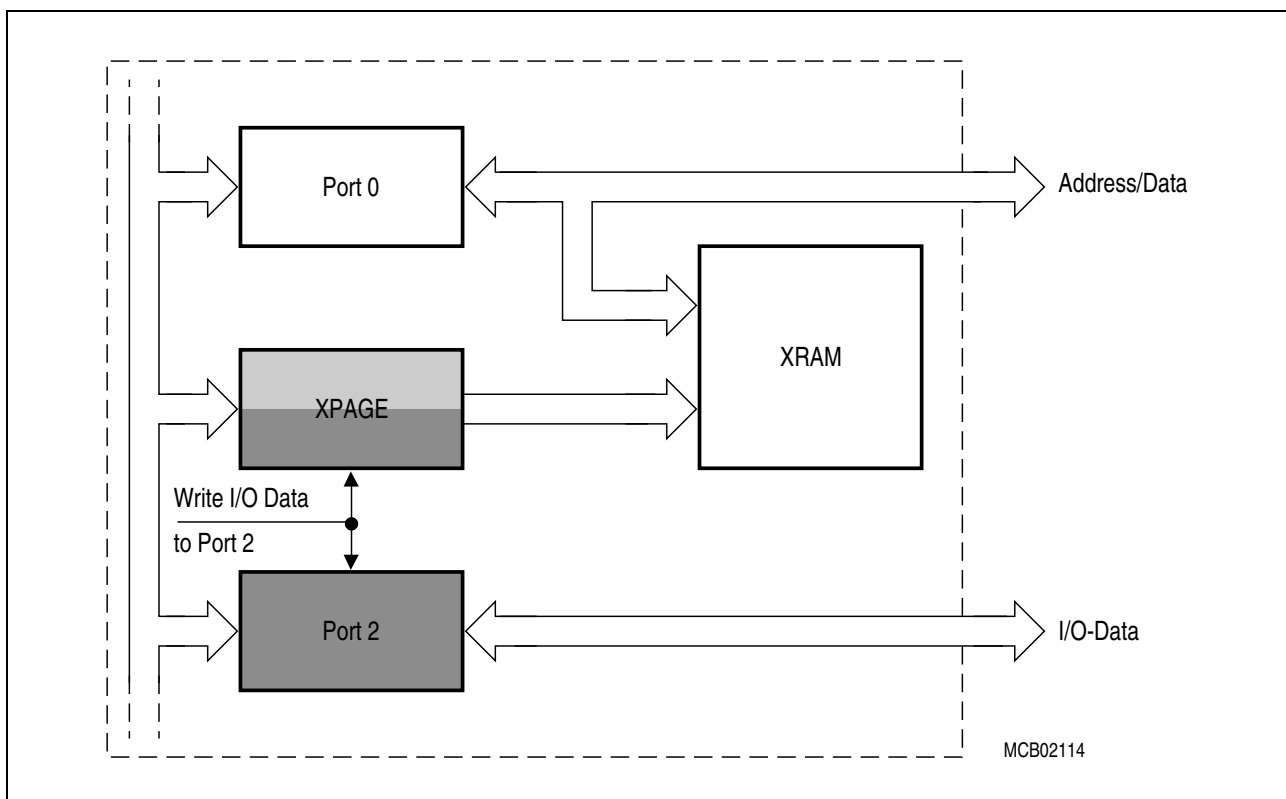 Port 0
Address/Data
XRAM
XPAGE
Write I/O Data
to Port 2
Port 2
I/O-Data
MCB02114